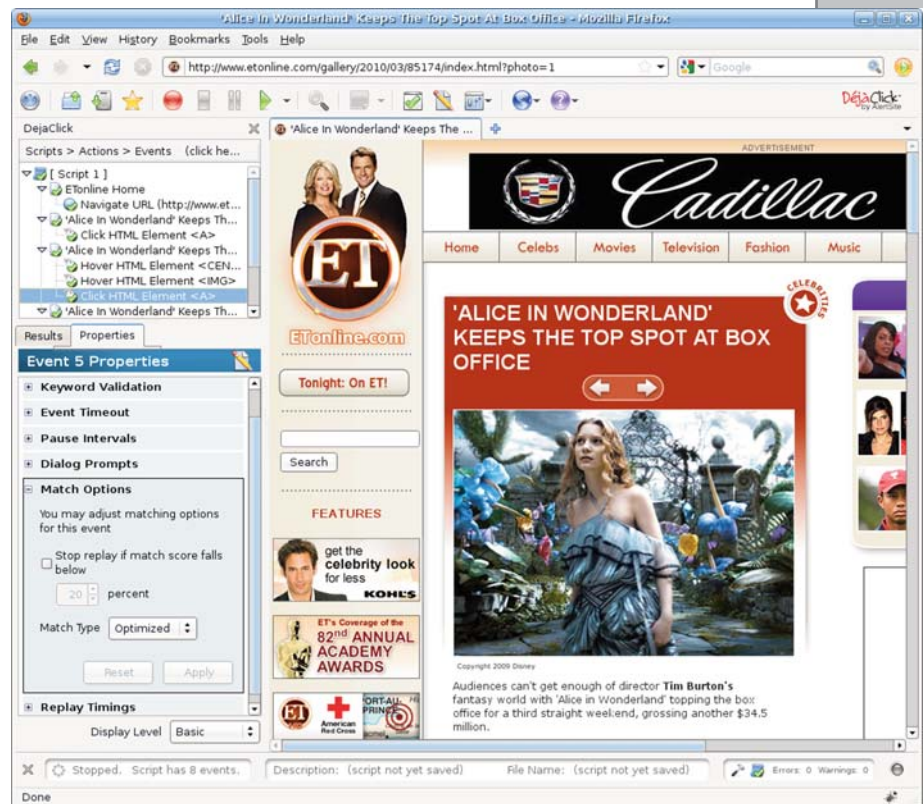 'Alice In Wonderland' Keeps The Top Spot At Box Office - Mozilla Firefox
File Edit View History Bookmarks Tools Help
http://www.etonline.com/gallery/2010/03/85174/index.html?photo=1
Google
DéjàClick
by AlertSite
DejaClick
'Alice In Wonderland' Keeps The ...
Scripts > Actions > Events (click he...
[ Script 1 ]
ETonline Home
Navigate URL (http://www.et...
'Alice In Wonderland' Keeps Th...
Click HTML Element <A>
'Alice In Wonderland' Keeps Th...
Hover HTML Element <CEN...
Hover HTML Element <IMG>
Click HTML Element <A>
'Alice In Wonderland' Keeps Th...
Results Properties
Event 5 Properties
Keyword Validation
Event Timeout
Pause Intervals
Dialog Prompts
Match Options
You may adjust matching options
for this event
Stop replay if match score falls
below
20 percent
Match Type Optimized
Reset Apply
Replay Timings
Display Level Basic
ET
ETonline.com
Tonight: On ET!
Search
FEATURES
get the
celebrity look
for less
KOHL'S
ET's Coverage of the
82nd ANNUAL
ACADEMY
AWARDS
ET
American
Red Cross
PORT-AU-
PRINCE
ADVERTISEMENT
Cadillac
Home Celebs Movies Television Fashion Music
CELEBRITIES
'ALICE IN WONDERLAND'
KEEPS THE TOP SPOT AT BOX
OFFICE
Copyright 2009 Disney
Audiences can't get enough of director Tim Burton's
fantasy world with 'Alice in Wonderland' topping the box
office for a third straight weekend, grossing another $34.5
million.
Stopped. Script has 8 events.
Description: (script not yet saved)
File Name: (script not yet saved)
Errors: 0 Warnings: 0
Done